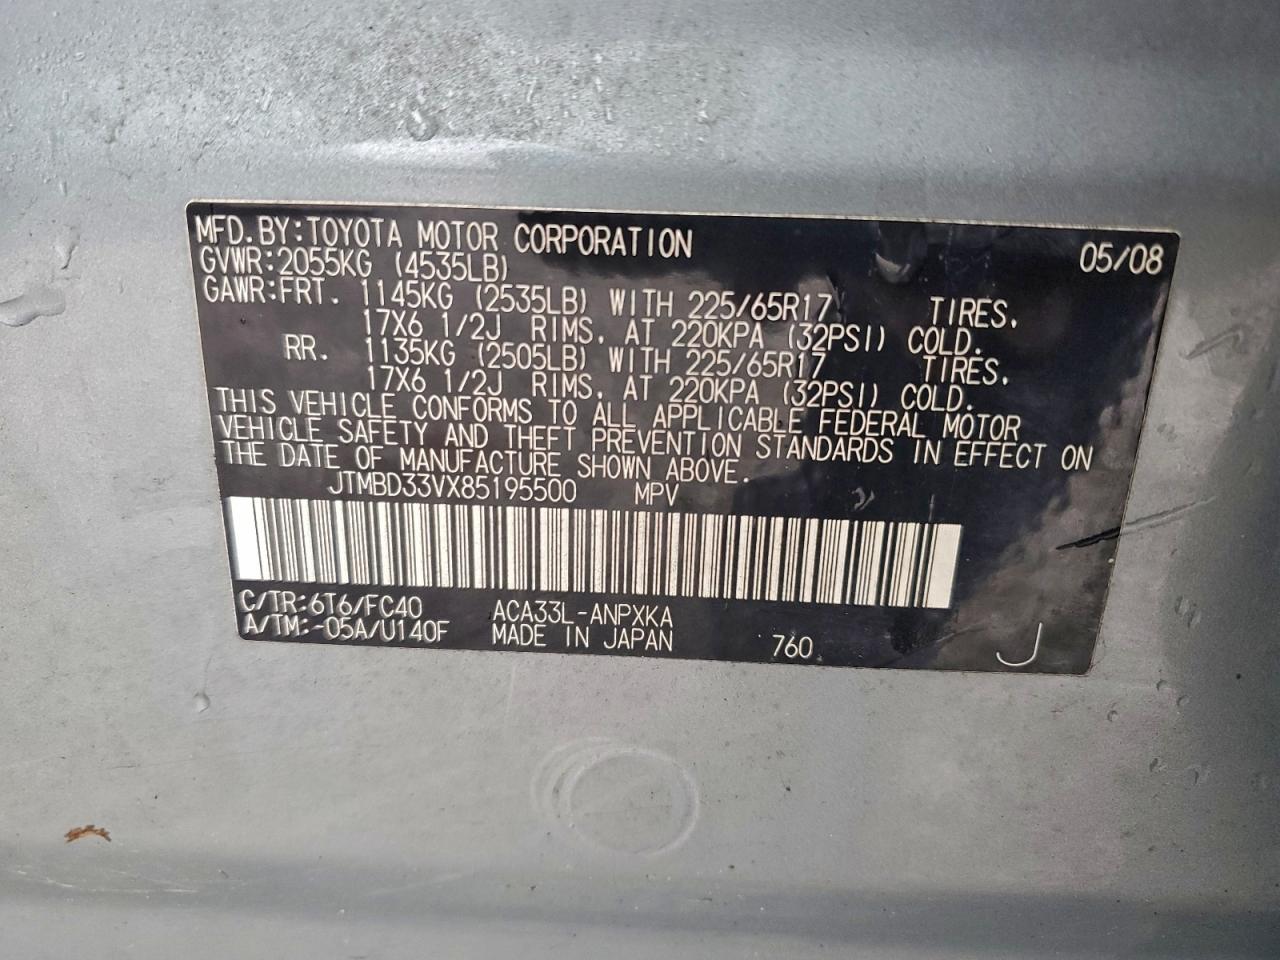 MFD.BY:TOYOTA MOTOR CORPORATION 05/08
GVWR:2055KG (4535LB)
GAWR:FRT. 1145KG (2535LB) WITH 225/65R17 TIRES,
17X6 1/2J RIMS, AT 220KPA (32PSI) COLD.
RR. 1135KG (2505LB) WITH 225/65R17 TIRES,
17X6 1/2J RIMS, AT 220KPA (32PSI) COLD.
THIS VEHICLE CONFORMS TO ALL APPLICABLE FEDERAL MOTOR
VEHICLE SAFETY AND THEFT PREVENTION STANDARDS IN EFFECT ON
THE DATE OF MANUFACTURE SHOWN ABOVE.
JTMBD33VX85195500 MPV
C/TR:6T6/FC40 ACA33L-ANPXKA
A/TM:-05A/U140F MADE IN JAPAN 760 J